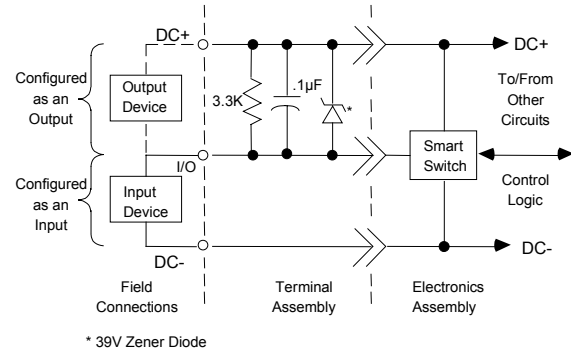 DC+
DC+
Configured
as an
Output
Output
Device
3.3K
.1µF
*
To/From
Other
Circuits
I/O
Smart
Switch
Configured
as an
Input
Input
Device
Control
Logic
DC-
DC-
Field
Connections
Terminal
Assembly
Electronics
Assembly
* 39V Zener Diode